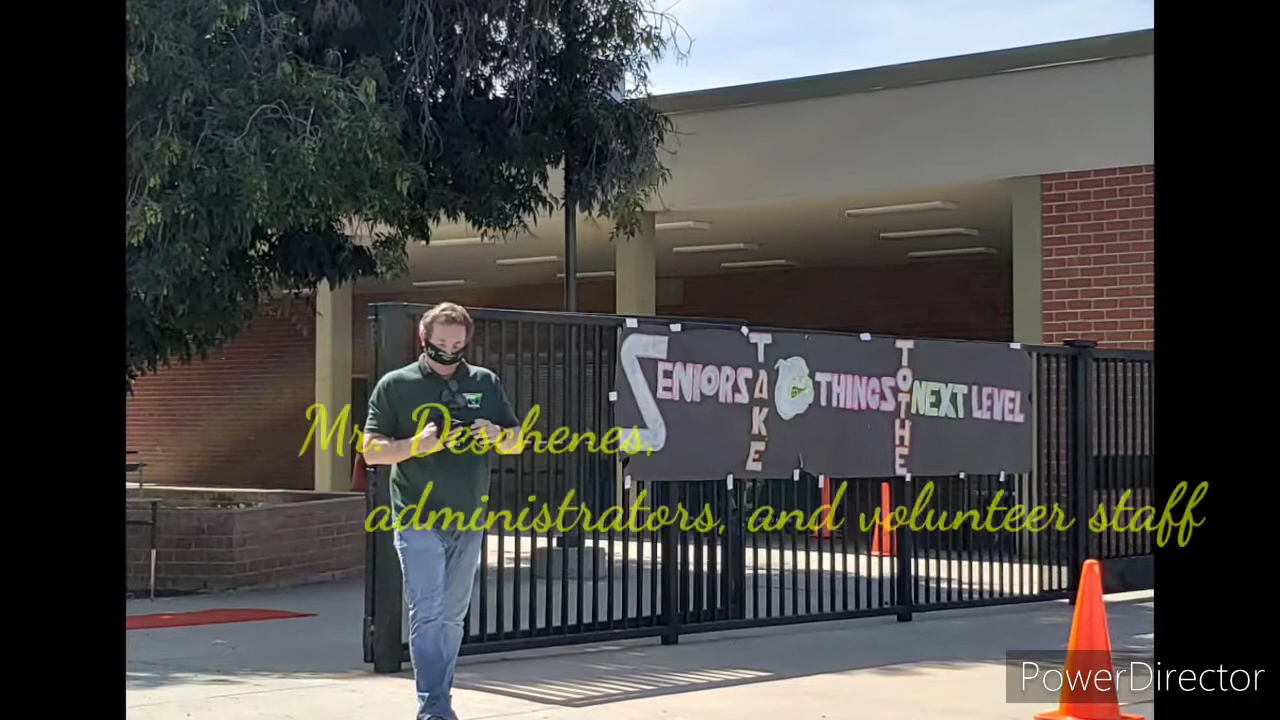 SENIORS TAKE THINGS TO THE NEXT LEVEL
Mr. Deschenes,
administrators, and volunteer staff
PowerDirector